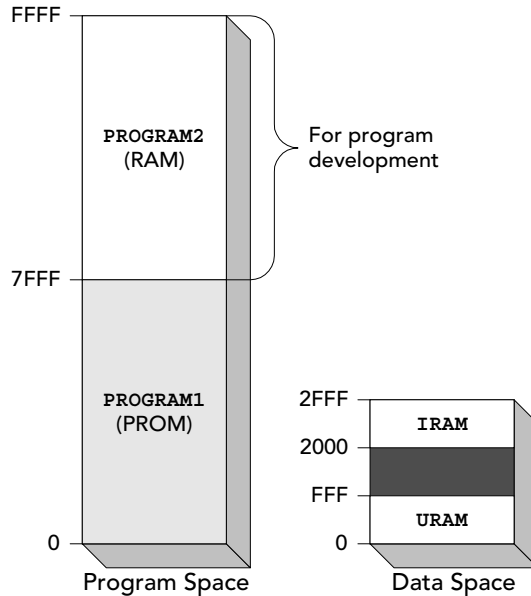 FFFF
PROGRAM2
(RAM)
For program
development
7FFF
PROGRAM1
(PROM)
0
Program Space
2FFF
IRAM
2000
FFF
URAM
0
Data Space